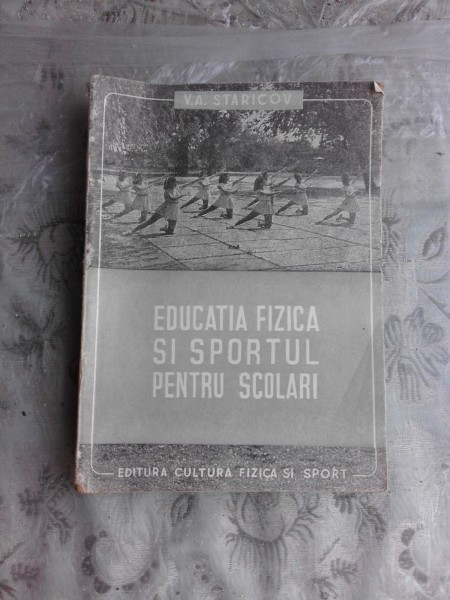 V.A. STARICOV
EDUCATIA FIZICA
SI SPORTUL
PENTRU SCOLARI
EDITURA CULTURA FIZICA SI SPORT